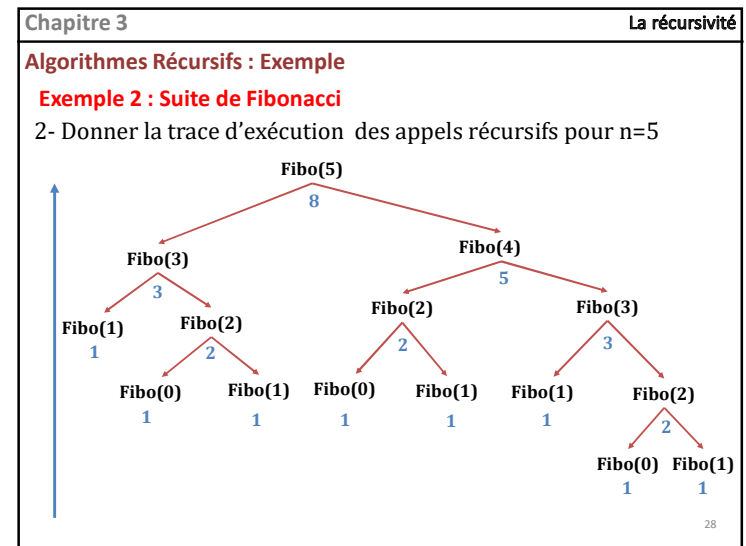 Chapitre 3 La récursivité
Algorithmes Récursifs : Exemple
Exemple 2 : Suite de Fibonacci
2- Donner la trace d’exécution des appels récursifs pour n=5
Fibo(5)
8
Fibo(3) Fibo(4)
3 5
Fibo(1) Fibo(2) Fibo(2) Fibo(3)
1 2 2 3
Fibo(0) Fibo(1) Fibo(0) Fibo(1) Fibo(1) Fibo(2)
1 1 1 1 1 2
Fibo(0) Fibo(1)
1 1
28